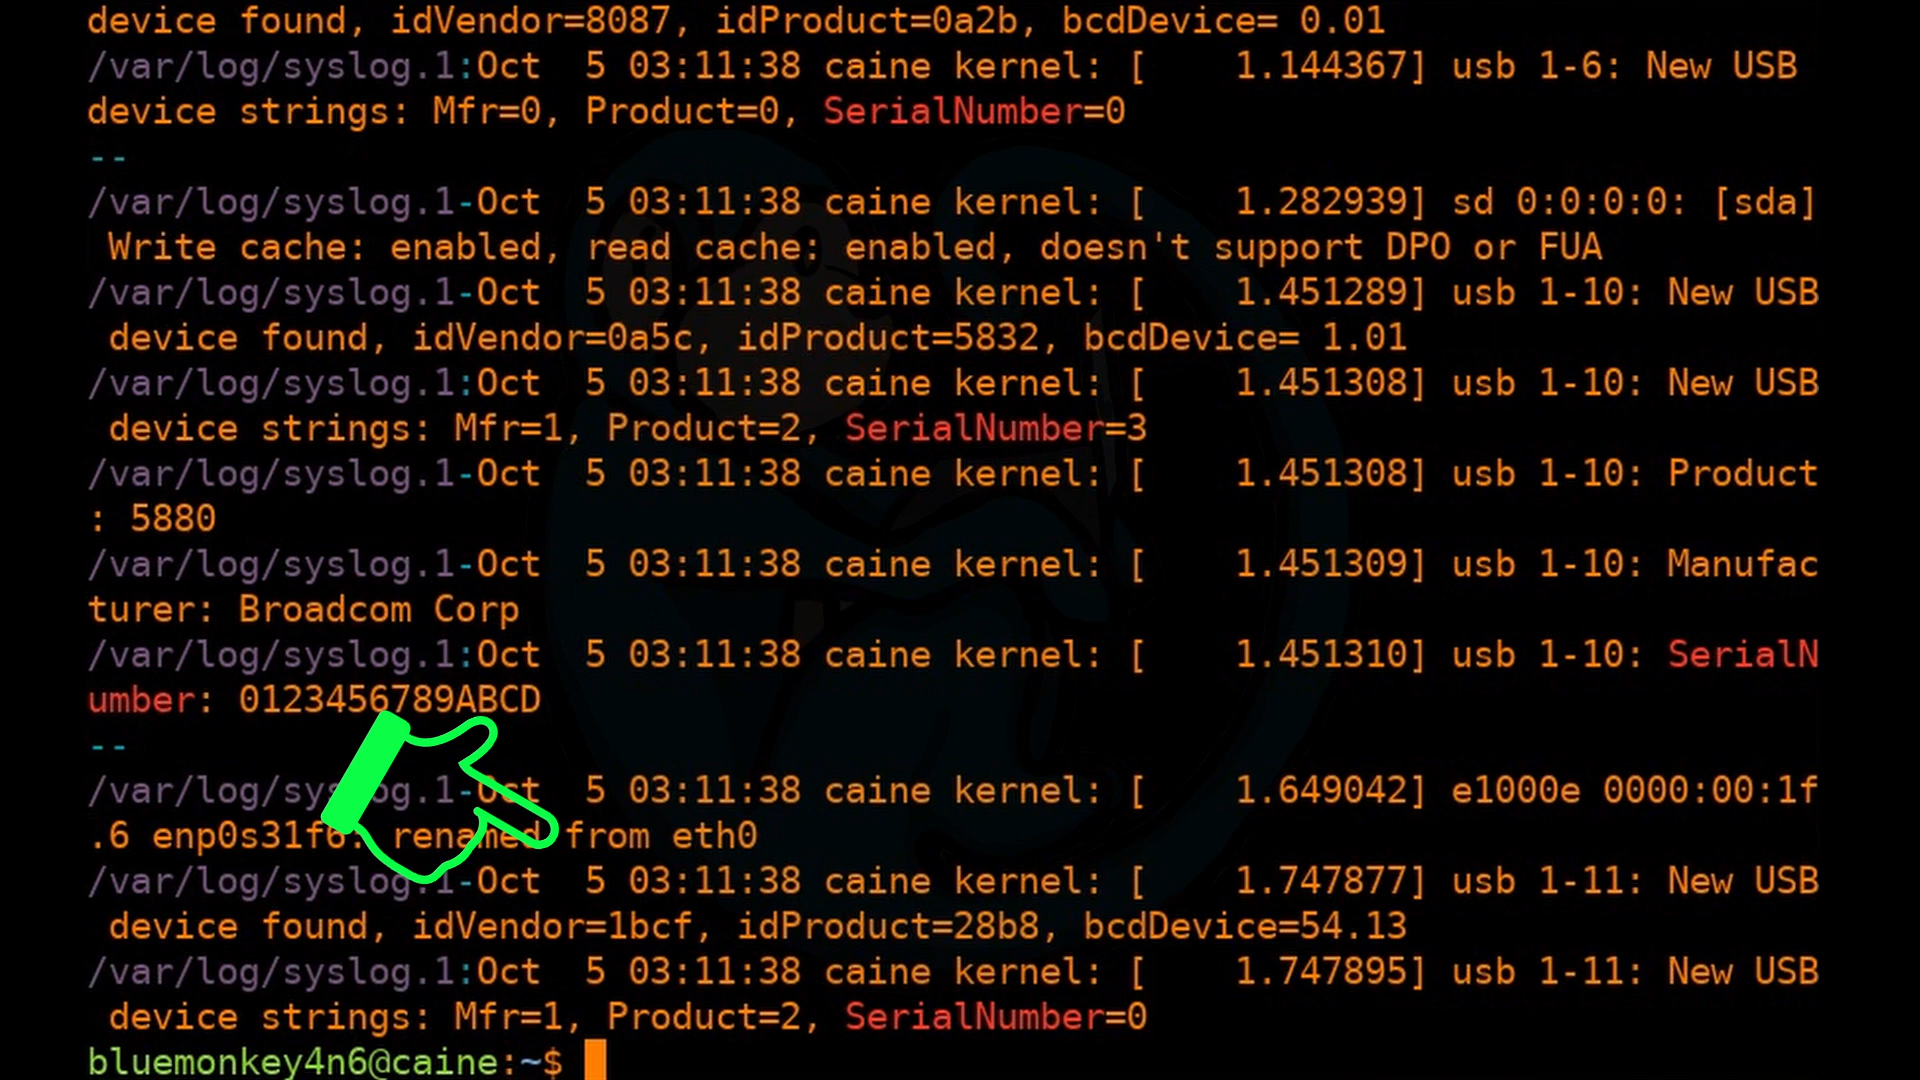 device found, idVendor=8087, idProduct=0a2b, bcdDevice= 0.01
/var/log/syslog.1:Oct  5 03:11:38 caine kernel: [    1.144367] usb 1-6: New USB
device strings: Mfr=0, Product=0, SerialNumber=0
--
/var/log/syslog.1-Oct  5 03:11:38 caine kernel: [    1.282939] sd 0:0:0:0: [sda]
 Write cache: enabled, read cache: enabled, doesn't support DPO or FUA
/var/log/syslog.1-Oct  5 03:11:38 caine kernel: [    1.451289] usb 1-10: New USB
 device found, idVendor=0a5c, idProduct=5832, bcdDevice= 1.01
/var/log/syslog.1:Oct  5 03:11:38 caine kernel: [    1.451308] usb 1-10: New USB
 device strings: Mfr=1, Product=2, SerialNumber=3
/var/log/syslog.1-Oct  5 03:11:38 caine kernel: [    1.451308] usb 1-10: Product
: 5880
/var/log/syslog.1-Oct  5 03:11:38 caine kernel: [    1.451309] usb 1-10: Manufac
turer: Broadcom Corp
/var/log/syslog.1:Oct  5 03:11:38 caine kernel: [    1.451310] usb 1-10: SerialN
umber: 0123456789ABCD
--
/var/log/syslog.1-Oct  5 03:11:38 caine kernel: [    1.649042] e1000e 0000:00:1f
.6 enp0s31f6: renamed from eth0
/var/log/syslog.1-Oct  5 03:11:38 caine kernel: [    1.747877] usb 1-11: New USB
 device found, idVendor=1bcf, idProduct=28b8, bcdDevice=54.13
/var/log/syslog.1:Oct  5 03:11:38 caine kernel: [    1.747895] usb 1-11: New USB
 device strings: Mfr=1, Product=2, SerialNumber=0
bluemonkey4n6@caine:~$